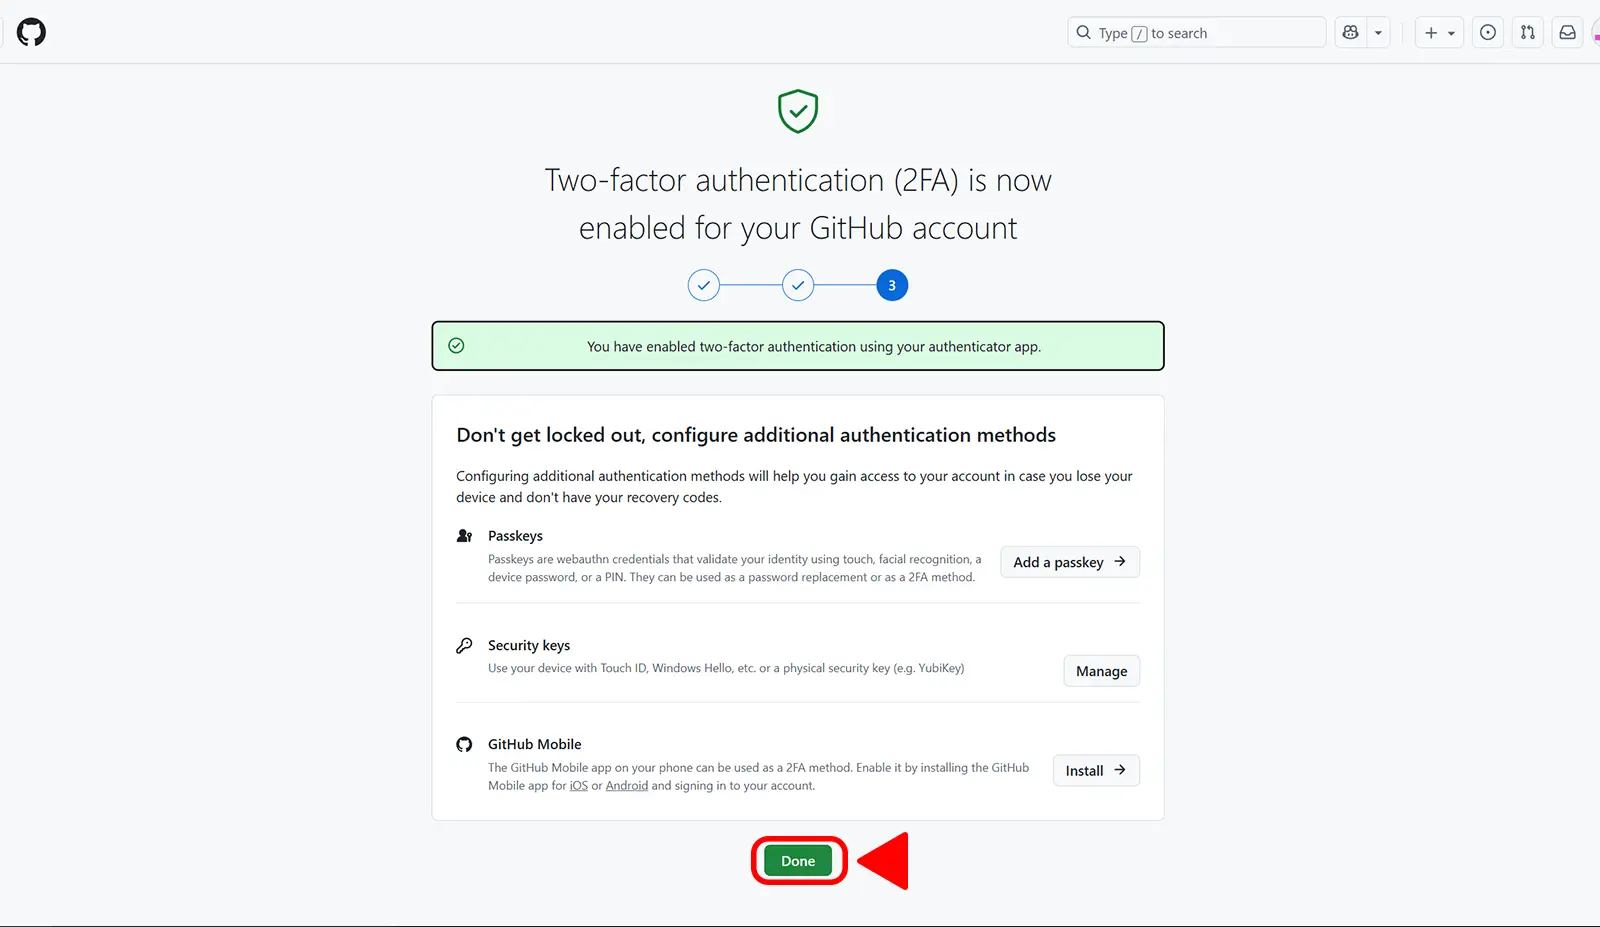 Type / to search
Two-factor authentication (2FA) is now
enabled for your GitHub account
3
You have enabled two-factor authentication using your authenticator app.
Don't get locked out, configure additional authentication methods
Configuring additional authentication methods will help you gain access to your account in case you lose your
device and don't have your recovery codes.
Passkeys
Passkeys are webauthn credentials that validate your identity using touch, facial recognition, a
device password, or a PIN. They can be used as a password replacement or as a 2FA method.
Add a passkey
Security keys
Use your device with Touch ID, Windows Hello, etc. or a physical security key (e.g. YubiKey)
Manage
GitHub Mobile
The GitHub Mobile app on your phone can be used as a 2FA method. Enable it by installing the GitHub
Mobile app for iOS or Android and signing in to your account.
Install
Done